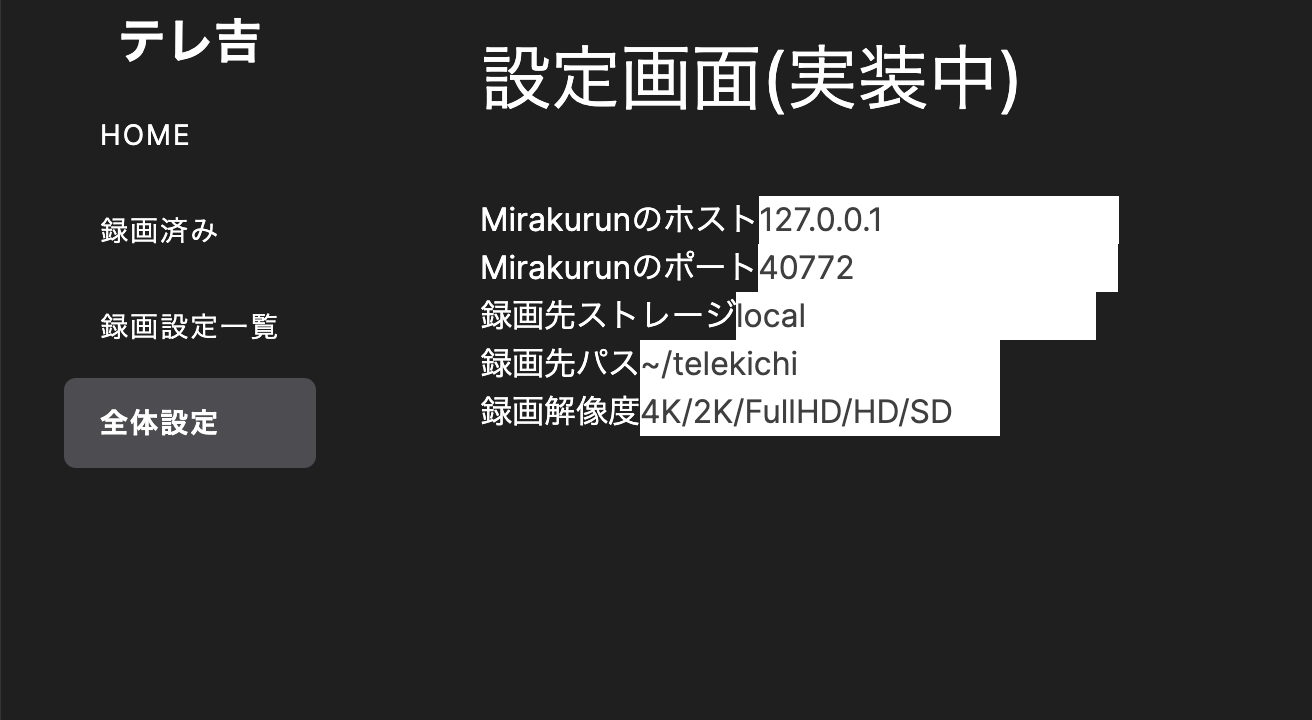 テレ吉
HOME
録画済み
録画設定一覧
全体設定
設定画面(実装中)
Mirakurunのホスト127.0.0.1
Mirakurunのポート40772
録画先ストレージlocal
録画先パス~/telekichi
録画解像度4K/2K/FullHD/HD/SD